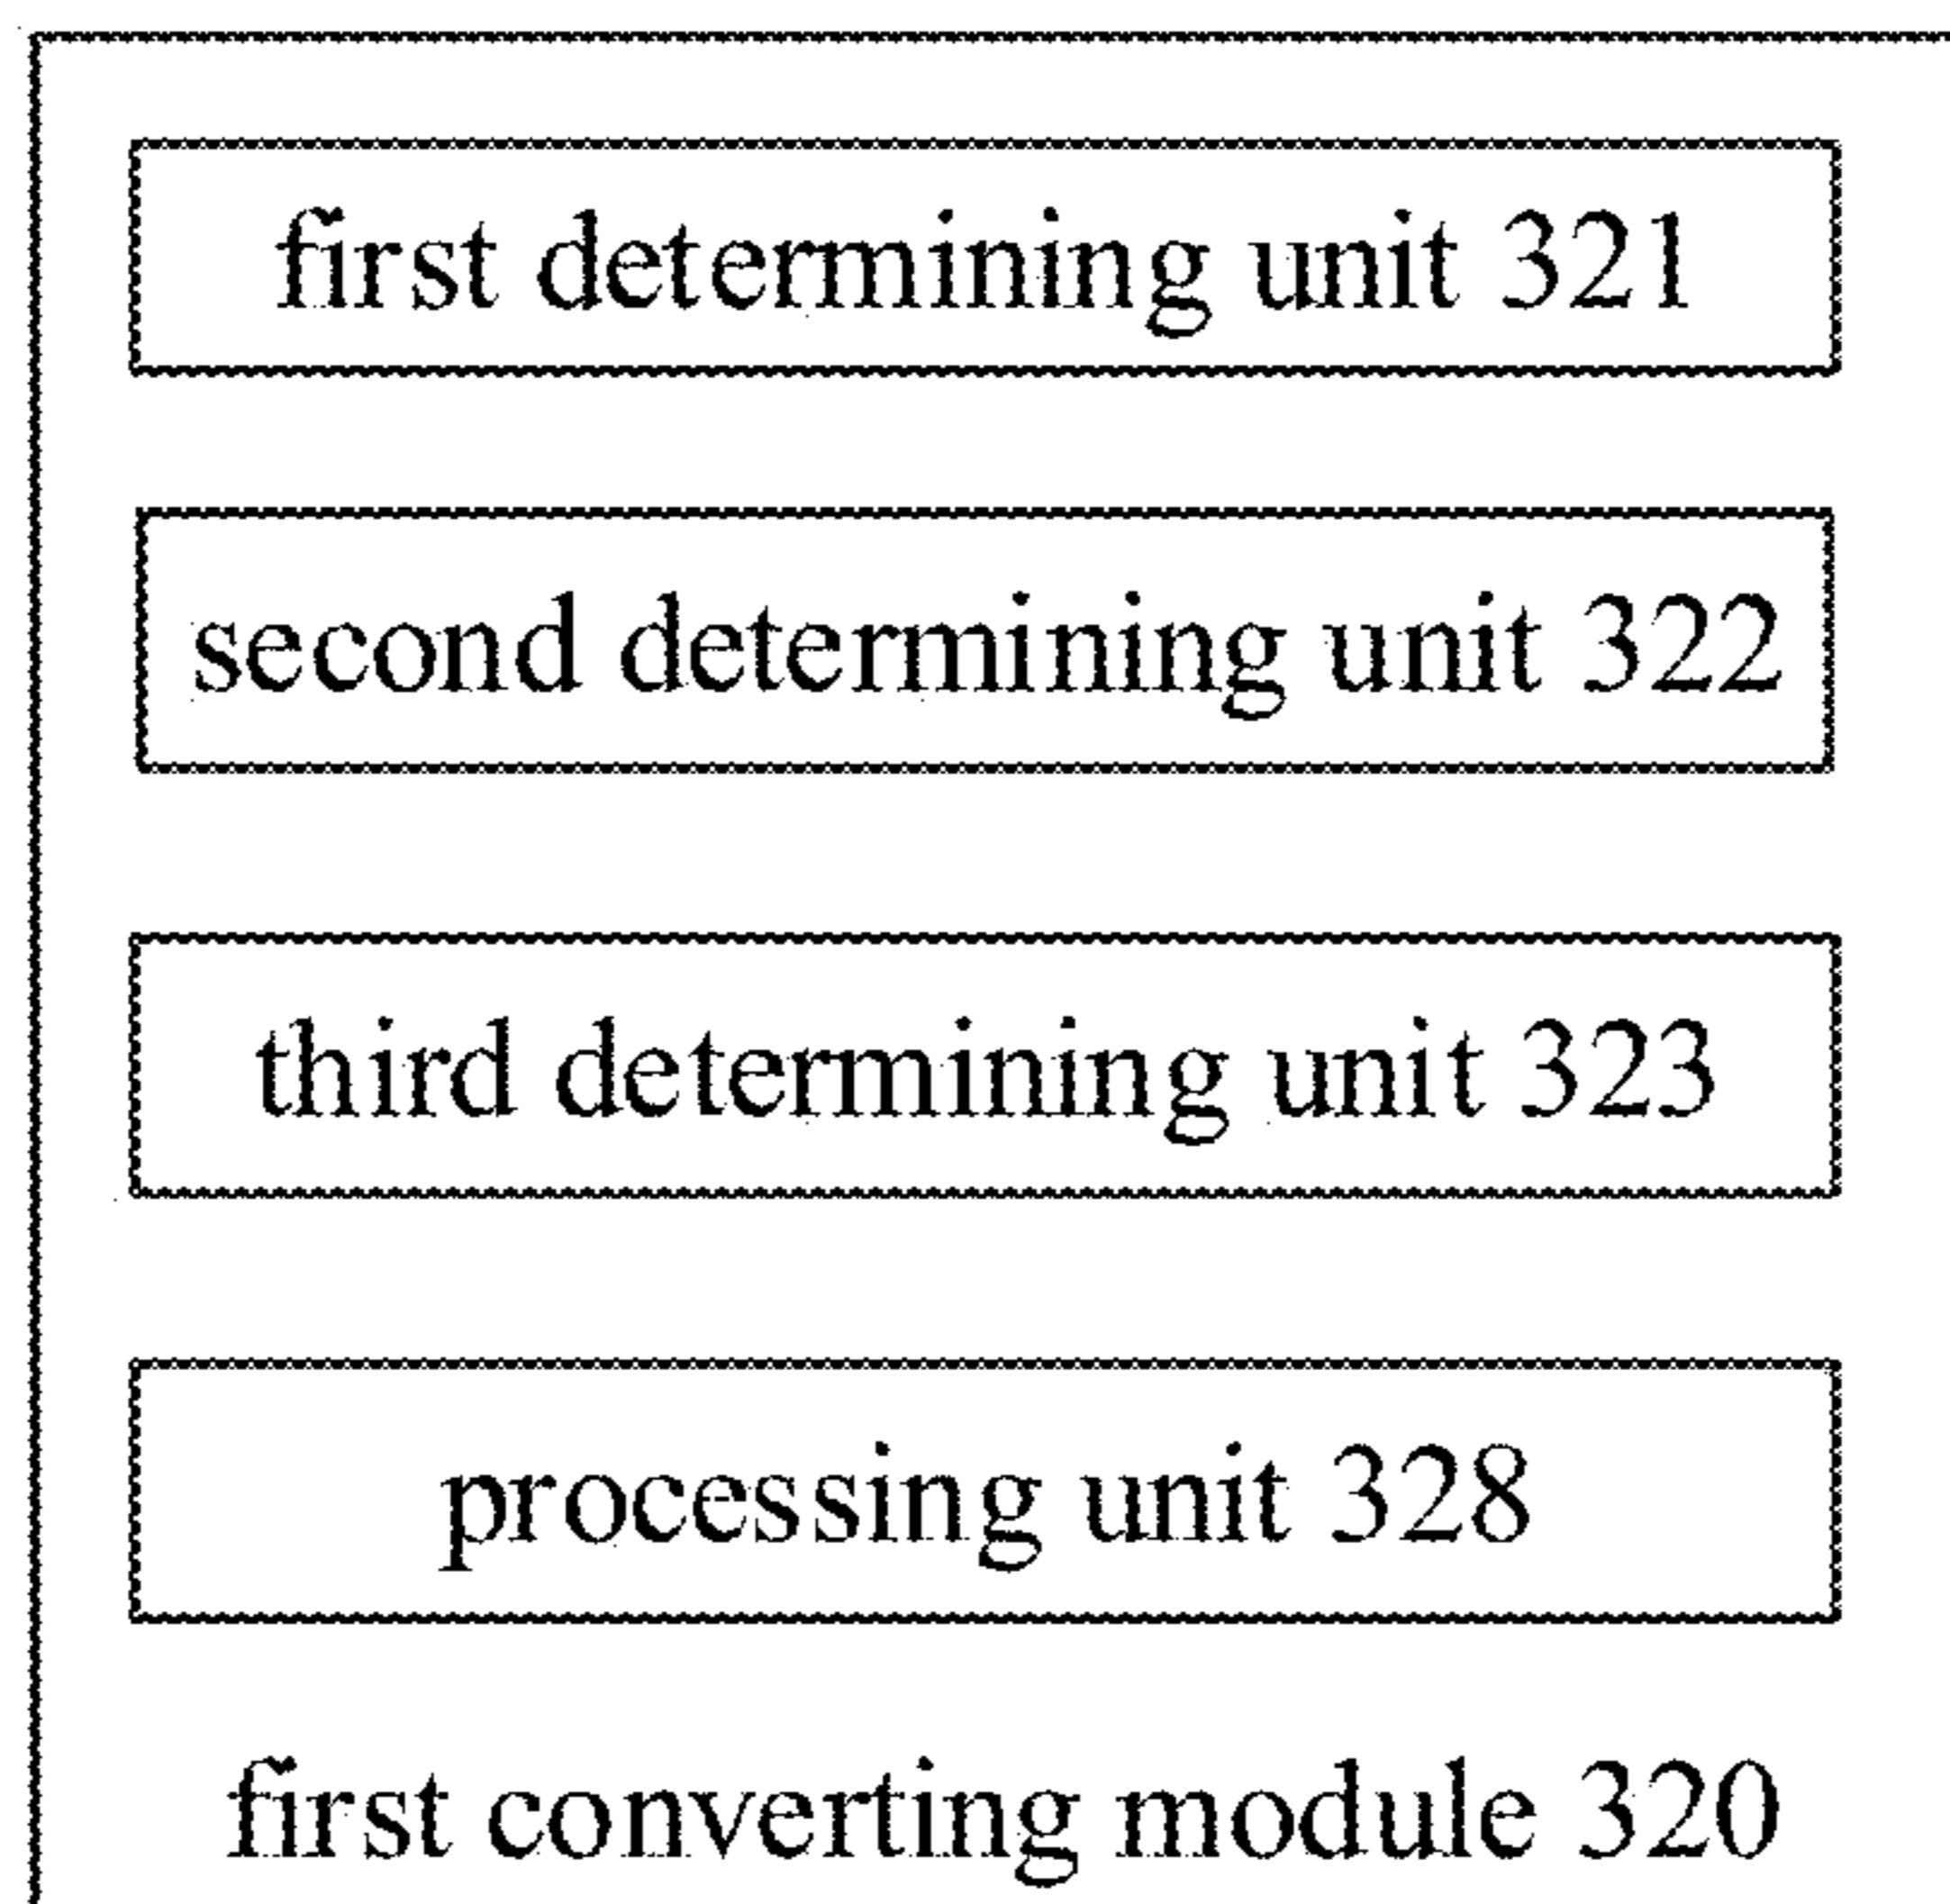 first determining unit 321
second determining unit 322
third determining unit 323
processing unit 328
first converting module 320